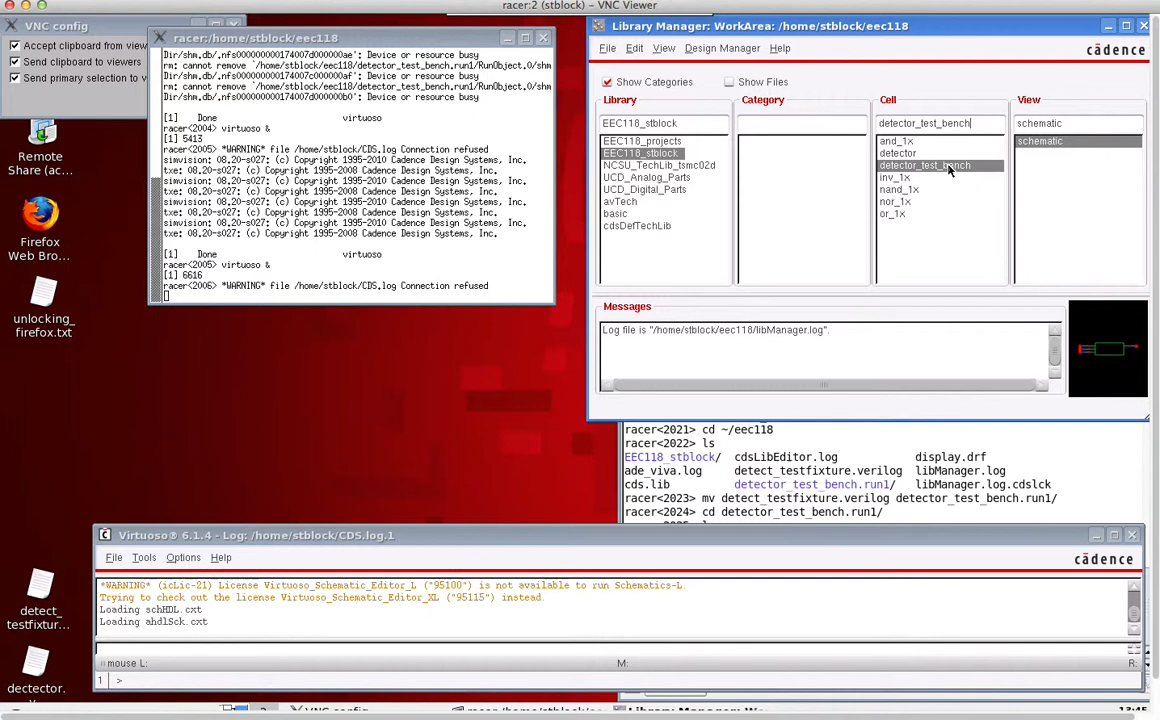 racer:2 (stblock) – VNC Viewer
VNC config
Accept clipboard from view
Send clipboard to viewers
Send primary selection to v
racer:/home/stblock/eec118
Dir/shm.db/.nfs000000000174007d000000ae': Device or resource busy
rm: cannot remove `/home/stblock/eec118/detector_test_bench.run1/RunObject.0/shm
Dir/shm.db/.nfs000000000174007d000000af': Device or resource busy
rm: cannot remove `/home/stblock/eec118/detector_test_bench.run1/RunObject.0/shm
Dir/shm.db/.nfs000000000174007d000000b0': Device or resource busy
[1] Done virtuoso
racer<2004> virtuoso &
[1] 5413
racer<2005> *WARNING* file /home/stblock/CDS.log Connection refused
simvision: 08.20-s027: (c) Copyright 1995-2010 Cadence Design Systems, Inc.
txe: 08.20-s027: (c) Copyright 1995-2008 Cadence Design Systems, Inc.
simvision: 08.20-s027: (c) Copyright 1995-2010 Cadence Design Systems, Inc.
txe: 08.20-s027: (c) Copyright 1995-2008 Cadence Design Systems, Inc.
simvision: 08.20-s027: (c) Copyright 1995-2010 Cadence Design Systems, Inc.
txe: 08.20-s027: (c) Copyright 1995-2008 Cadence Design Systems, Inc.
simvision: 08.20-s027: (c) Copyright 1995-2010 Cadence Design Systems, Inc.
txe: 08.20-s027: (c) Copyright 1995-2008 Cadence Design Systems, Inc.
[1] Done virtuoso
racer<2005> virtuoso &
[1] 6616
racer<2006> *WARNING* file /home/stblock/CDS.log Connection refused
Remote
Share (ac...
Firefox
Web Bro...
unlocking_
firefox.txt
Library Manager: WorkArea: /home/stblock/eec118
File Edit View Design Manager Help
cādence
Show Categories Show Files
Library Category Cell View
EEC118_stblock detector_test_bench schematic
EEC118_projects and_1x schematic
EEC118_stblock detector
NCSU_TechLib_tsmc02d detector_test_bench
UCD_Analog_Parts inv_1x
UCD_Digital_Parts nand_1x
avTech nor_1x
basic or_1x
cdsDefTechLib
Messages
Log file is "/home/stblock/eec118/libManager.log".
racer<2021> cd ~/eec118
racer<2022> ls
EEC118_stblock/ cdsLibEditor.log display.drf
ade_viva.log detect_testfixture.verilog libManager.log
cds.lib detector_test_bench.run1/ libManager.log.cdslck
racer<2023> mv detect_testfixture.verilog detector_test_bench.run1/
racer<2024> cd detector_test_bench.run1/
Virtuoso® 6.1.4 - Log: /home/stblock/CDS.log.1
File Tools Options Help
cādence
*WARNING* (icLic-21) License Virtuoso_Schematic_Editor_L ("95100") is not available to run Schematics-L.
Trying to check out the license Virtuoso_Schematic_Editor_XL ("95115") instead.
Loading schHDL.cxt
Loading ahdlSck.cxt
mouse L: M: R:
1 >
detect_
testfixtur...
dectector.